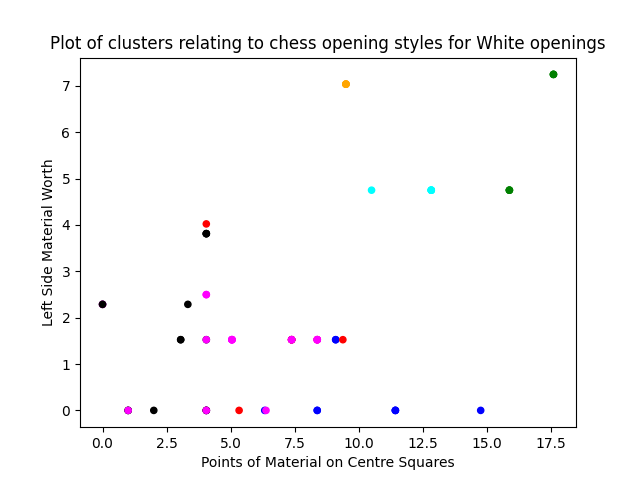 Plot of clusters relating to chess opening styles for White openings
7
6
5
4
3
2
1
0
Left Side Material Worth
0.0 2.5 5.0 7.5 10.0 12.5 15.0 17.5
Points of Material on Centre Squares